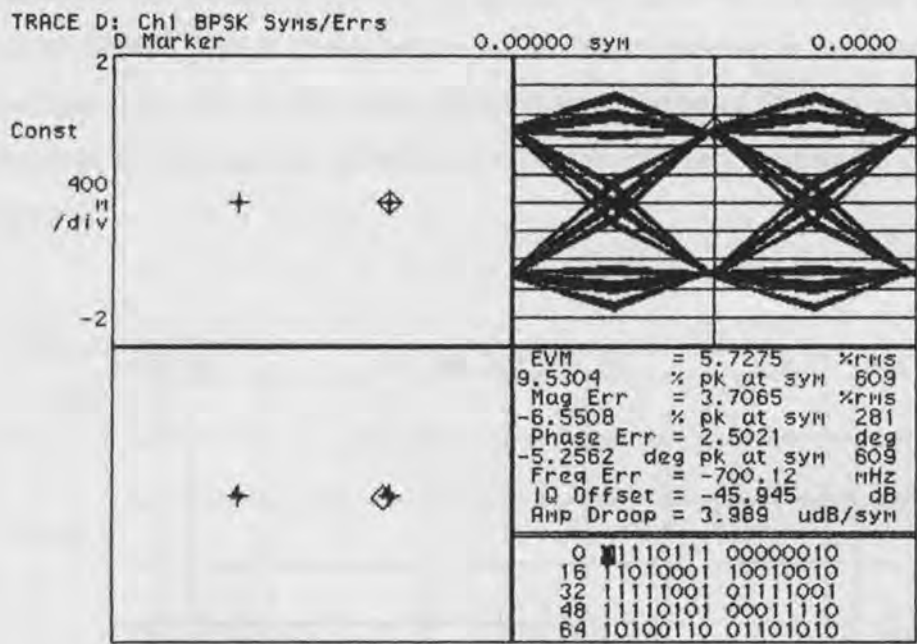 TRACE D: Ch1 BPSK Syms/Errs
D Marker 0.00000 sym 0.0000
2
Const
400
m
/div
-2
EVM = 5.7275 %rms
9.5304 % pk at sym 609
Mag Err = 3.7065 %rms
-6.5508 % pk at sym 281
Phase Err = 2.5021 deg
-5.2562 deg pk at sym 609
Freq Err = -700.12 mHz
IQ Offset = -45.945 dB
Amp Droop = 3.989 udB/sym
0 1110111 00000010
16 11010001 10010010
32 11111001 01111001
48 11110101 00011110
64 10100110 01101010